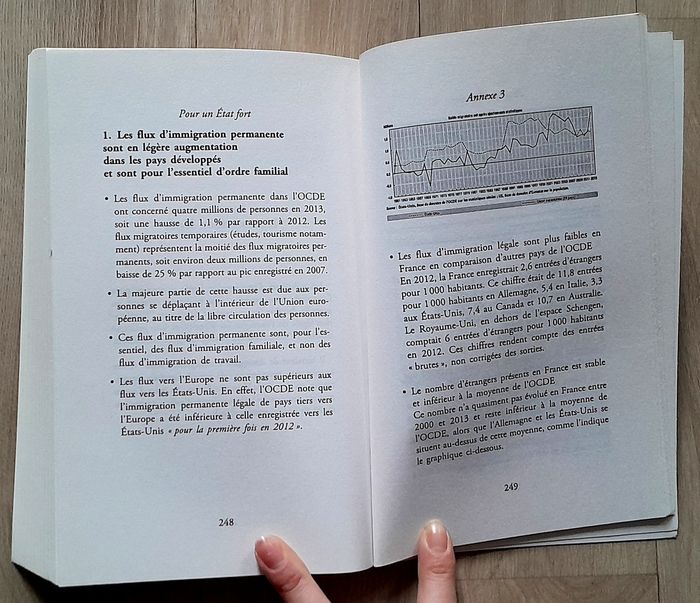 Pour un État fort
1. Les flux d'immigration permanente
sont en légère augmentation
dans les pays développés
et sont pour l'essentiel d'ordre familial
• Les flux d'immigration permanente dans l'OCDE
ont concerné quatre millions de personnes en 2013,
soit une hausse de 1,1 % par rapport à 2012. Les
flux migratoires temporaires (études, tourisme notam-
ment) représentent la moitié des flux migratoires per-
manents, soit environ deux millions de personnes, en
baisse de 25 % par rapport au pic enregistré en 2007.
• La majeure partie de cette hausse est due aux per-
sonnes se déplaçant à l'intérieur de l'Union euro-
péenne, au titre de la libre circulation des personnes.
• Ces flux d'immigration permanente sont, pour l'es-
sentiel, des flux d'immigration familiale, et non des
flux d'immigration de travail.
• Les flux vers l'Europe ne sont pas supérieurs aux
flux vers les États-Unis. En effet, l'OCDE note que
l'immigration permanente légale de pays tiers vers
l'Europe a été inférieure à celle enregistrée vers les
États-Unis « pour la première fois en 2012 ».
248
Annexe 3
Solde migratoire net après ajustements statistiques
États-Unis
• Les flux d'immigration légale sont plus faibles en
France en comparaison d'autres pays de l'OCDE
En 2012, la France enregistrait 2,6 entrées d'étrangers
pour 1 000 habitants. Ce chiffre était de 11,8 entrées
pour 1 000 habitants en Allemagne, 5,4 en Italie, 3,3
aux États-Unis, 7,4 au Canada et 10,7 en Australie.
Le Royaume-Uni, en dehors de l'espace Schengen,
comptait 6 entrées d'étrangers pour 1 000 habitants
en 2012. Ces chiffres rendent compte des entrées
« brutes », non corrigées des sorties.
• Le nombre d'étrangers présents en France est stable
et inférieur à la moyenne de l'OCDE
Ce nombre n'a quasiment pas évolué en France entre
2000 et 2013 et reste inférieur à la moyenne de
l'OCDE, alors que l'Allemagne et les États-Unis se
situent au-dessus de cette moyenne, comme l'indique
le graphique ci-dessous.
249